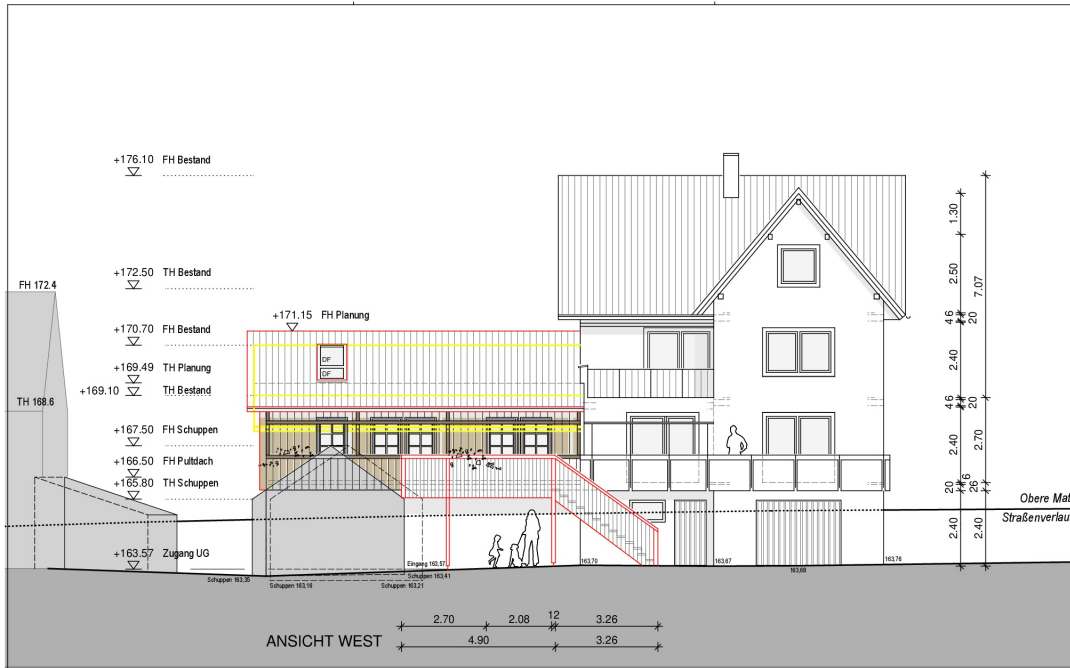 +176.10 FH Bestand
+172.50 TH Bestand
FH 172.4
+171.15 FH Planung
+170.70 FH Bestand
+169.49 TH Planung
+169.10 TH Bestand
TH 168.6
+167.50 FH Schuppen
+166.50 FH Pultdach
+165.80 TH Schuppen
+163.57 Zugang UG
DF
DF
1.30
2.50
7.07
46
20
2.40
46
20
2.40
2.70
6
20
26
2.40
2.40
Obere Mat
Straßenverlau
Eingang 163,57
163,70
163,67
163,68
163,76
Schuppen 163,35
Schuppen 163,16
Schuppen 163,41
Schuppen 163,21
2.70 2.08 12 3.26
4.90 3.26
ANSICHT WEST